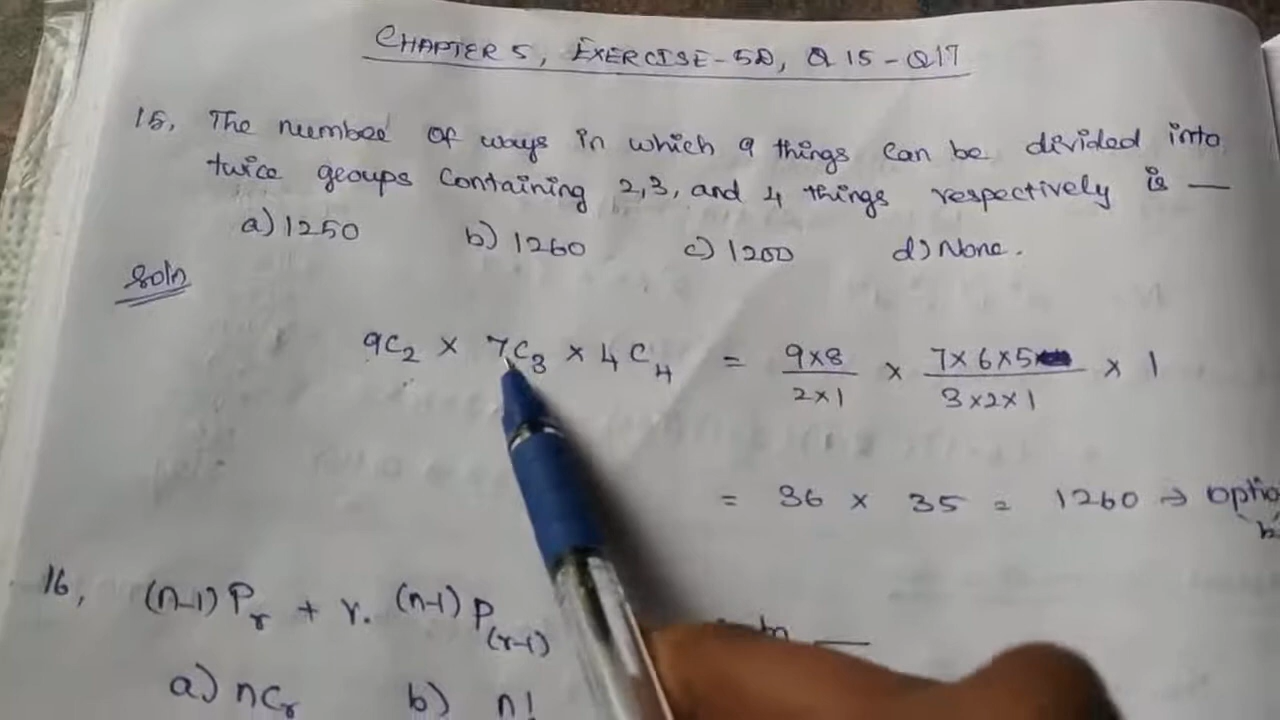 CHAPTER 5, EXERCISE-5D, Q 15 - Q17
15, The number of ways in which 9 things can be divided into
twice groups containing 2,3, and 4 things respectively is —
a) 1250 b) 1260 c) 1200 d) None.
Soln
9C2 × 7C3 × 4C4 = 9×8/2×1 × 7×6×5/3×2×1 × 1
= 36 × 35 = 1260 → optio
b
16, (n-1)Pr + r. (n-1)P(r-1)
a) nCr b) n!